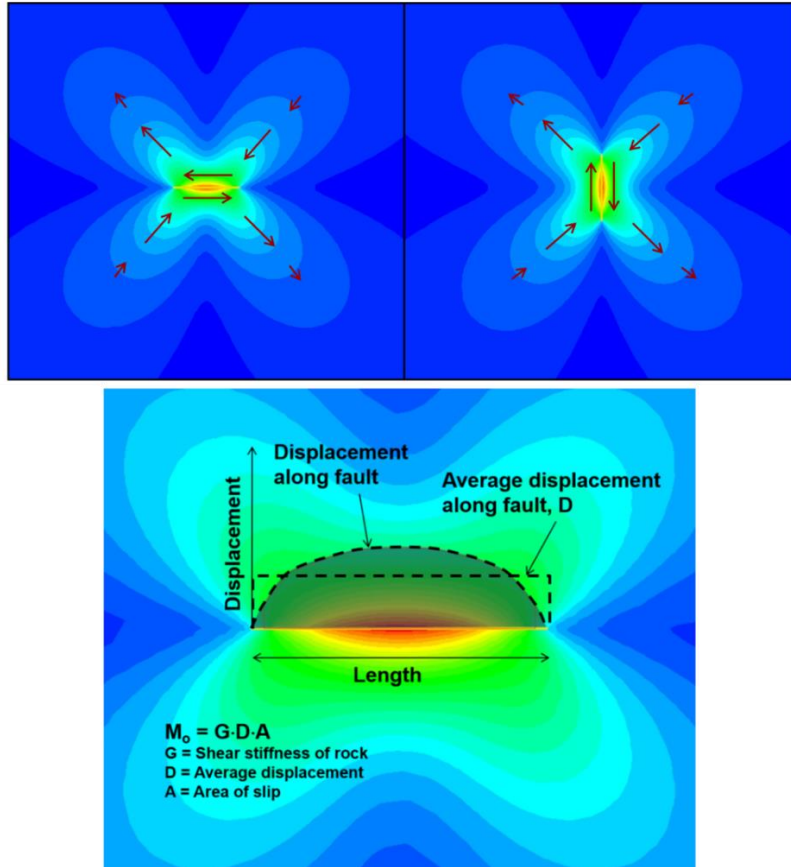 Displacement
along fault
Average displacement
along fault, D
Displacement
Length
Mₒ = G·D·A
G = Shear stiffness of rock
D = Average displacement
A = Area of slip